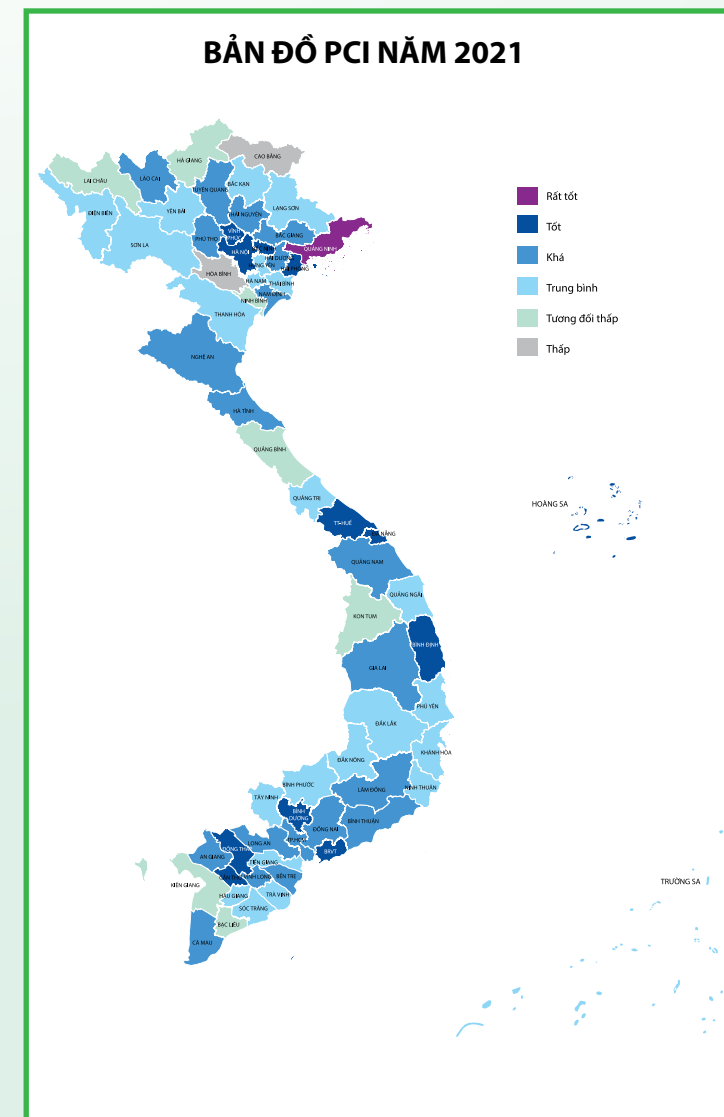 BẢN ĐỒ PCI NĂM 2021
CAO BẰNG
HÀ GIANG
LÀO CAI
LAI CHÂU
BẮC KẠN
TUYÊN QUANG
LẠNG SƠN
YÊN BÁI
ĐIỆN BIÊN
THÁI NGUYÊN
VĨNH
PHÚC
PHÚ THỌ
BẮC GIANG
SƠN LA
HÀ NỘI
QUẢNG NINH
HẢI DƯƠNG
HƯNG YÊN
HẢI PHÒNG
HÒA BÌNH
HÀ NAM
THÁI BÌNH
NAM ĐỊNH
NINH BÌNH
THANH HÓA
NGHỆ AN
HÀ TĨNH
QUẢNG BÌNH
QUẢNG TRỊ
TT-HUẾ
ĐÀ NẴNG
QUẢNG NAM
QUẢNG NGÃI
KON TUM
BÌNH ĐỊNH
GIA LAI
PHÚ YÊN
ĐẮK LẮK
KHÁNH HÒA
ĐẮK NÔNG
BÌNH PHƯỚC
NINH THUẬN
LÂM ĐỒNG
TÂY NINH
BÌNH
DƯƠNG
BÌNH THUẬN
ĐỒNG NAI
TP.HCM
LONG AN
ĐỒNG THÁP
BRVT
AN GIANG
TIỀN GIANG
CẦN THƠ
VĨNH LONG
BẾN TRE
KIÊN GIANG
HẬU GIANG
TRÀ VINH
SÓC TRĂNG
BẠC LIÊU
CÀ MAU
Rất tốt
Tốt
Khá
Trung bình
Tương đối thấp
Thấp
HOÀNG SA
TRƯỜNG SA